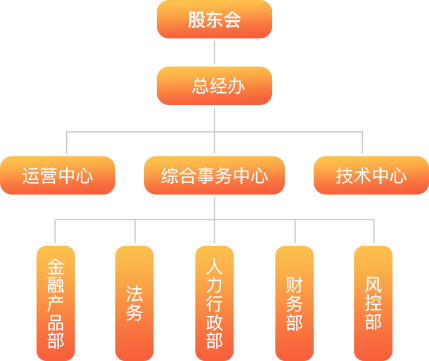 股东会
总经办
运营中心
综合事务中心
技术中心
金融产品部
法务
人力行政部
财务部
风控部